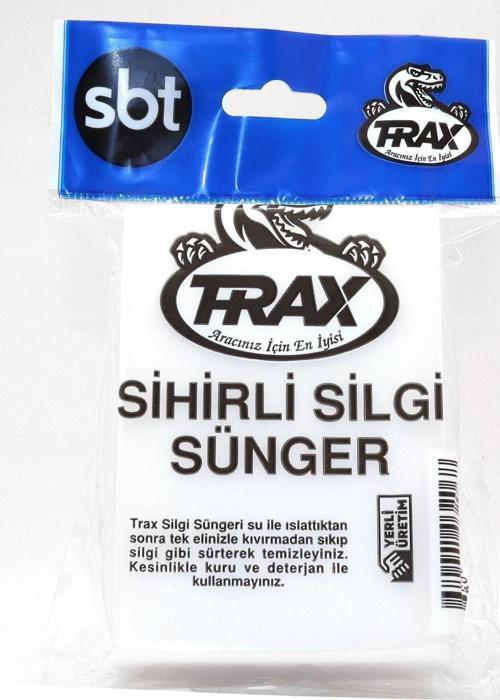 sbt
TRAX
Aracınız İçin En İyisi
TRAX
Aracınız İçin En İyisi
SİHİRLİ SİLGİ
SÜNGER
Trax Silgi Süngeri su ile ıslattıktan
sonra tek elinizle kıvırmadan sıkıp
silgi gibi sürterek temizleyiniz.
Kesinlikle kuru ve deterjan ile
kullanmayınız.
YERLİ
ÜRETİM